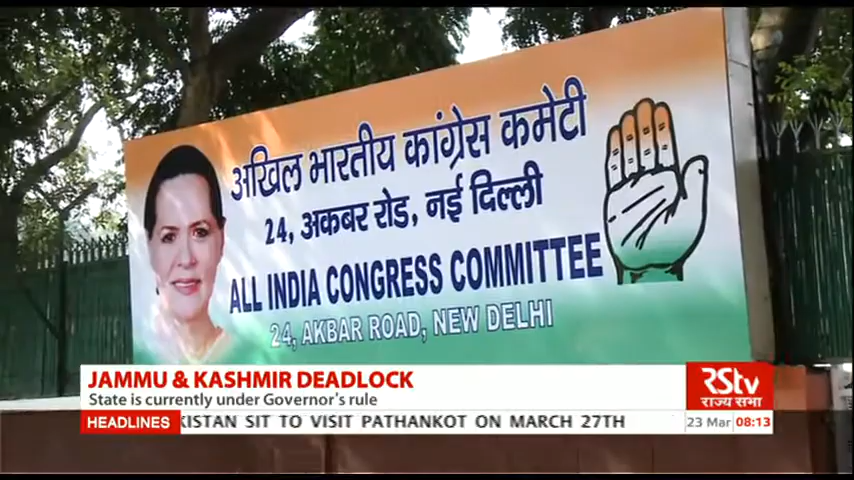 अखिल भारतीय कांग्रेस कमेटी
24, अकबर रोड, नई दिल्ली
ALL INDIA CONGRESS COMMITTEE
24, AKBAR ROAD, NEW DELHI
JAMMU & KASHMIR DEADLOCK
State is currently under Governor's rule
RSTV
राज्य सभा
HEADLINES
KISTAN SIT TO VISIT PATHANKOT ON MARCH 27TH
23 Mar
08:13